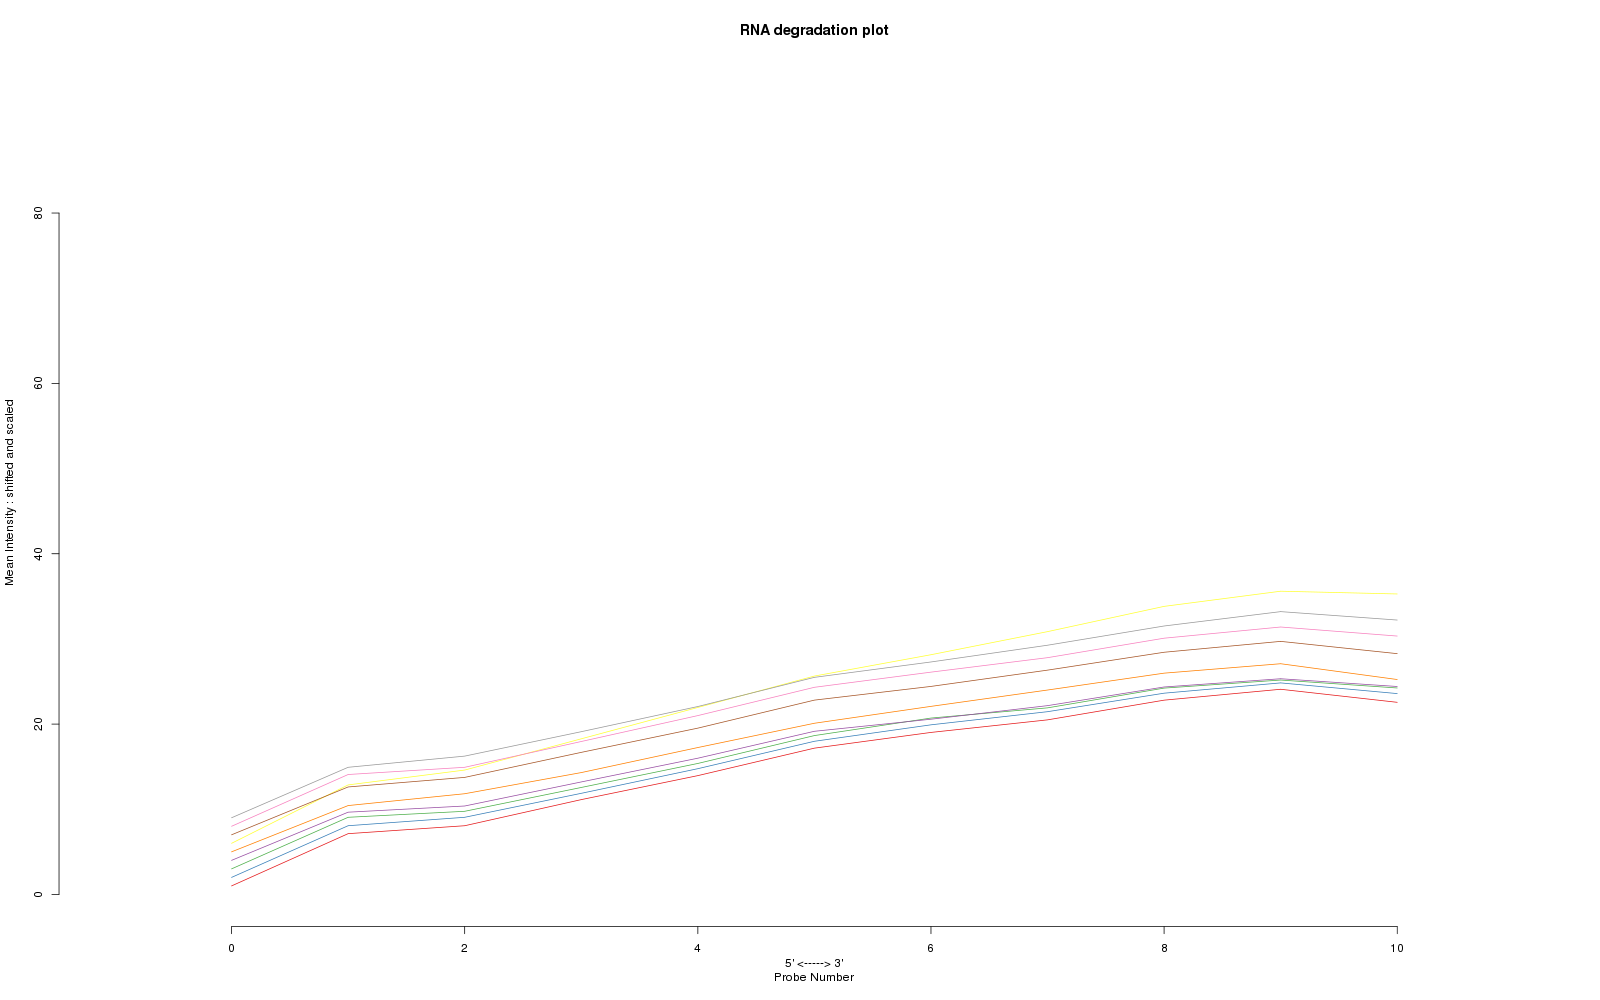 RNA degradation plot
Mean Intensity : shifted and scaled
80
60
40
20
0
0 2 4 6 8 10
5' <-----> 3'
Probe Number